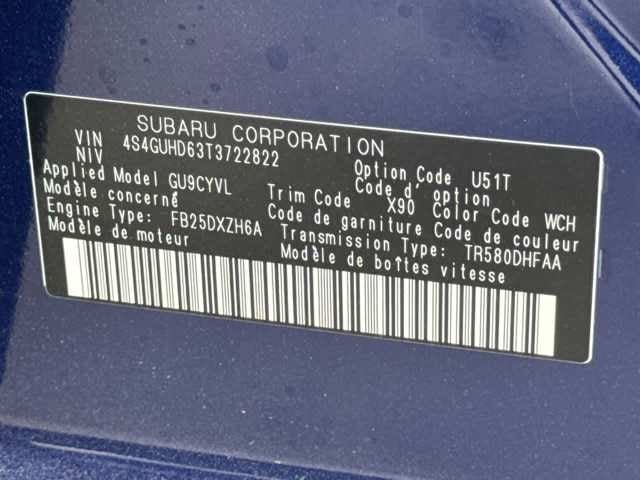 SUBARU CORPORATION
VIN 4S4GUHD63T3722822
NIV
Option Code U51T
Code d' option
Applied Model GU9CYVL
Modèle concerné
Trim Code X90 Color Code WCH
Code de garniture Code de couleur
Engine Type: FB25DXZH6A
Modèle de moteur
Transmission Type: TR580DHFAA
Modèle de boîtes vitesse